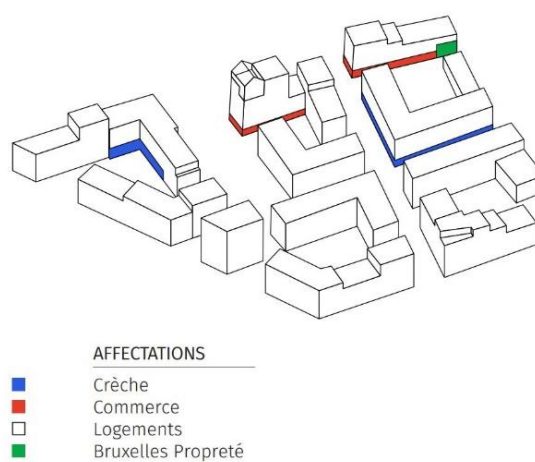 AFFECTATIONS
Crèche
Commerce
Logements
Bruxelles Propreté